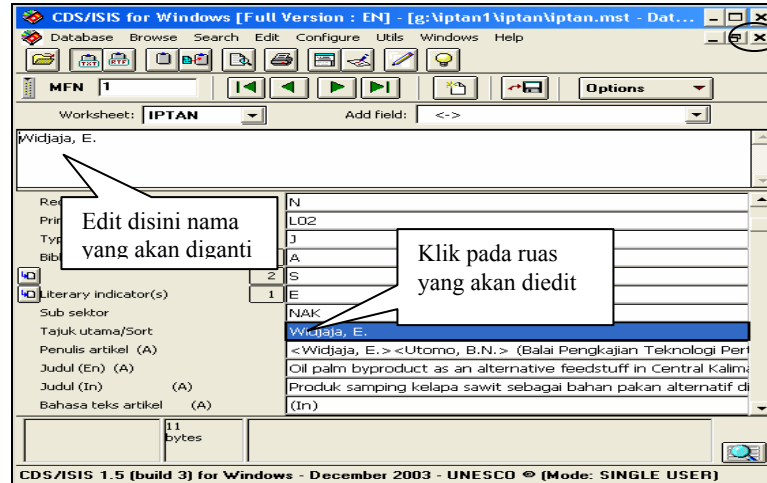 CDS/ISIS for Windows [Full Version : EN] - [g:\iptan1\iptan\iptan.mst - Dat...
Database Browse Search Edit Configure Utils Windows Help
TXT RTF
MFN 1 Options
Worksheet: IPTAN Add field: <->
Widjaja, E.
N
L02
J
A
2 S
Literary indicator(s) 1 E
Sub sektor NAK
Tajuk utama/Sort Widjaja, E.
Penulis artikel (A) <Widjaja, E.><Utomo, B.N.> (Balai Pengkajian Teknologi Pert
Judul (En) (A) Oil palm byproduct as an alternative feedstuff in Central Kalima
Judul (In) (A) Produk samping kelapa sawit sebagai bahan pakan alternatif di
Bahasa teks artikel (A) (In)
Edit disini nama
yang akan diganti
Klik pada ruas
yang akan diedit
11
bytes
CDS/ISIS 1.5 (build 3) for Windows - December 2003 - UNESCO © (Mode: SINGLE USER)